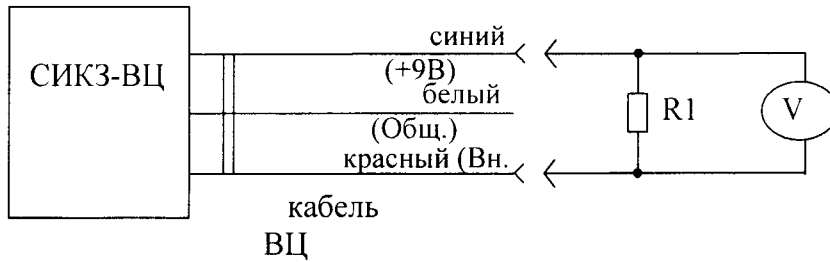 синий
СИКЗ-ВЦ
(+9В)
белый
R1
V
(Общ.)
красный (Вн.
кабель
ВЦ